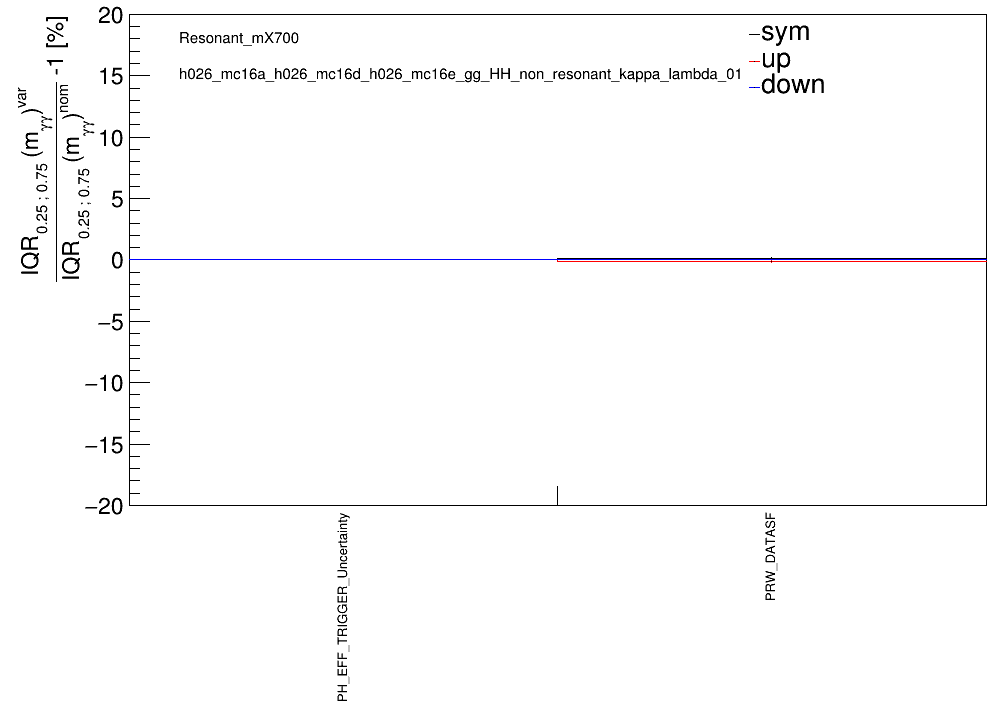 IQR0.25 ; 0.75 (mγγ)var
IQR0.25 ; 0.75 (mγγ)nom -1 [%]
20
15
10
5
0
−5
−10
−15
−20
Resonant_mX700
h026_mc16a_h026_mc16d_h026_mc16e_gg_HH_non_resonant_kappa_lambda_01
sym
up
down
PH_EFF_TRIGGER_Uncertainty
PRW_DATASF